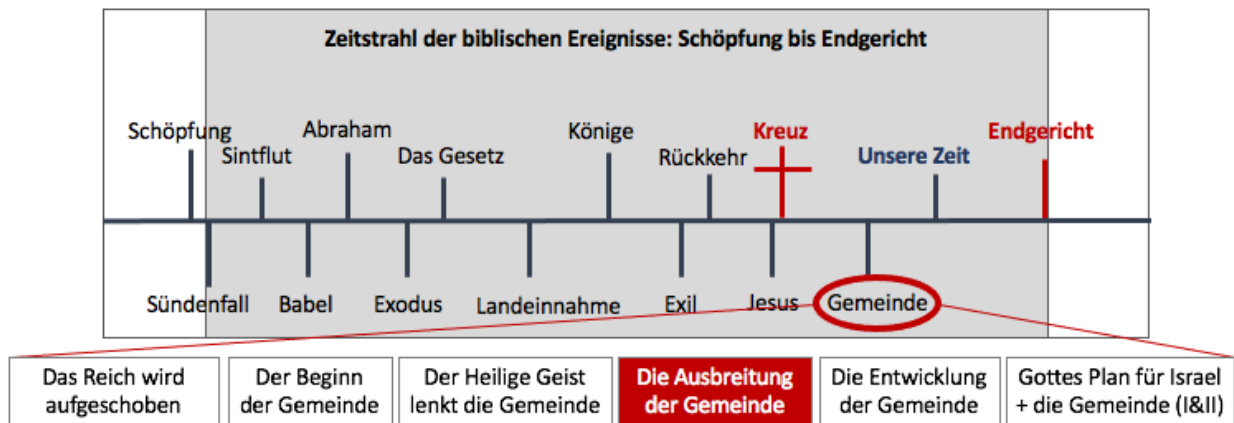 Zeitstrahl der biblischen Ereignisse: Schöpfung bis Endgericht
Schöpfung
Sintflut
Abraham
Das Gesetz
Könige
Rückkehr
Kreuz
Unsere Zeit
Endgericht
Sündenfall
Babel
Exodus
Landeinnahme
Exil
Jesus
Gemeinde
Das Reich wird
aufgeschoben
Der Beginn
der Gemeinde
Der Heilige Geist
lenkt die Gemeinde
Die Ausbreitung
der Gemeinde
Die Entwicklung
der Gemeinde
Gottes Plan für Israel
+ die Gemeinde (I&II)